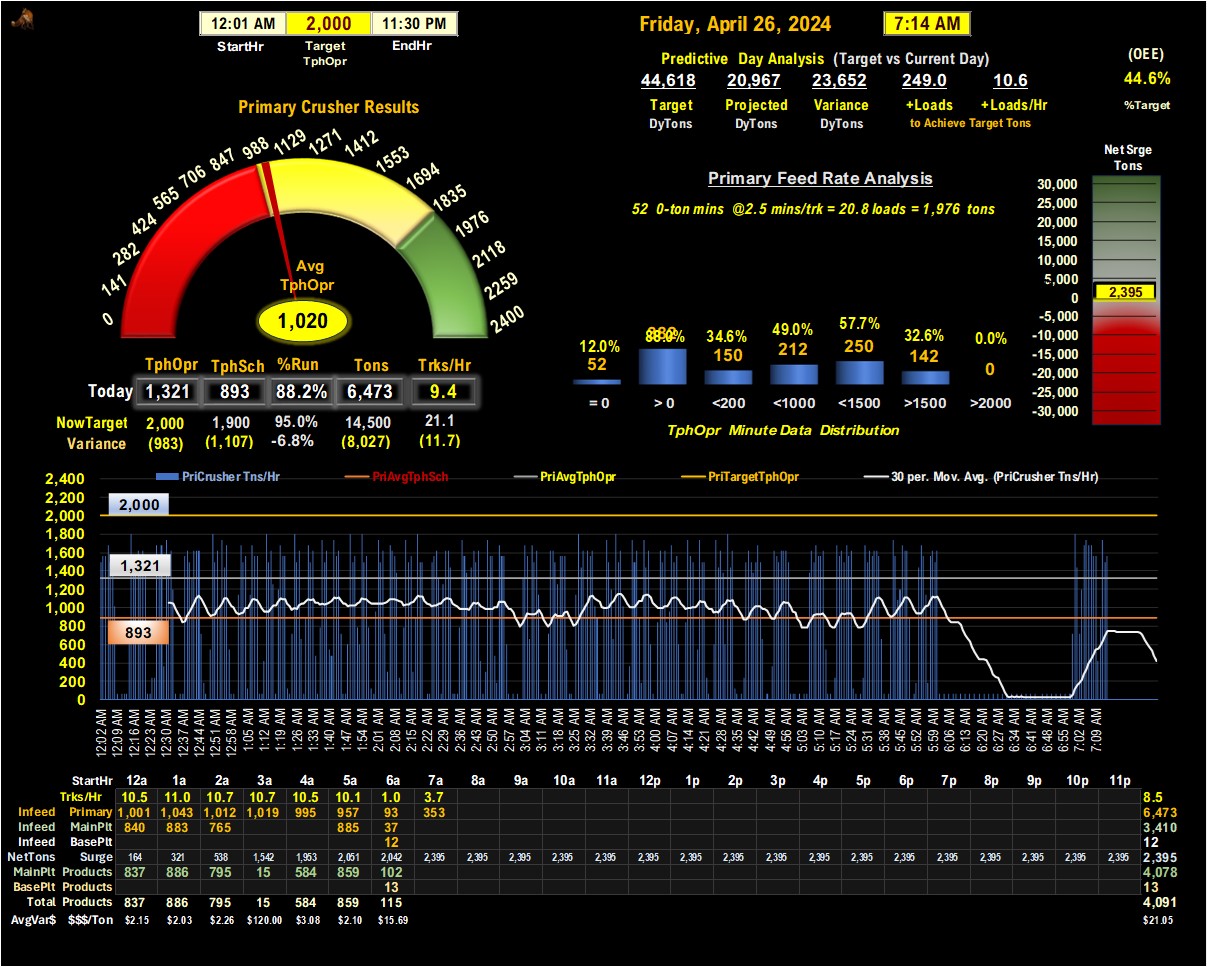 12:01 AM 2,000 11:30 PM
StartHr Target EndHr
TphOpr
Friday, April 26, 2024 7:14 AM
Predictive Day Analysis (Target vs Current Day)
44,618 20,967 23,652 249.0 10.6
Target Projected Variance +Loads +Loads/Hr
DyTons DyTons DyTons to Achieve Target Tons
(OEE)
44.6%
%Target
Primary Crusher Results
0 141 282 424 565 706 847 988 1129 1271 1412 1553 1694 1835 1976 2118 2259 2400
Avg
TphOpr
1,020
TphOpr TphSch %Run Tons Trks/Hr
Today 1,321 893 88.2% 6,473 9.4
NowTarget 2,000 1,900 95.0% 14,500 21.1
Variance (983) (1,107) -6.8% (8,027) (11.7)
Primary Feed Rate Analysis
52 0-ton mins @2.5 mins/trk = 20.8 loads = 1,976 tons
12.0% 34.6% 49.0% 57.7% 32.6% 0.0%
52 150 212 250 142 0
= 0 > 0 <200 <1000 <1500 >1500 >2000
TphOpr Minute Data Distribution
Net Srge
Tons
30,000
25,000
20,000
15,000
10,000
5,000
2,395
0
-5,000
-10,000
-15,000
-20,000
-25,000
-30,000
PriCrusher Tns/Hr PriAvgTphSch PriAvgTphOpr PriTargetTphOpr 30 per. Mov. Avg. (PriCrusher Tns/Hr)
2,400
2,200
2,000
2,000
1,800
1,600
1,321
1,400
1,200
1,000
800
893
600
400
200
0
12:02 AM 12:09 AM 12:16 AM 12:23 AM 12:30 AM 12:37 AM 12:44 AM 12:51 AM 12:58 AM 1:05 AM 1:12 AM 1:19 AM 1:26 AM 1:33 AM 1:40 AM 1:47 AM 1:54 AM 2:01 AM 2:08 AM 2:15 AM 2:22 AM 2:29 AM 2:36 AM 2:43 AM 2:50 AM 2:57 AM 3:04 AM 3:11 AM 3:18 AM 3:25 AM 3:32 AM 3:39 AM 3:46 AM 3:53 AM 4:00 AM 4:07 AM 4:14 AM 4:21 AM 4:28 AM 4:35 AM 4:42 AM 4:49 AM 4:56 AM 5:03 AM 5:10 AM 5:17 AM 5:24 AM 5:31 AM 5:38 AM 5:45 AM 5:52 AM 5:59 AM 6:06 AM 6:13 AM 6:20 AM 6:27 AM 6:34 AM 6:41 AM 6:48 AM 6:55 AM 7:02 AM 7:09 AM
StartHr 12a 1a 2a 3a 4a 5a 6a 7a 8a 9a 10a 11a 12p 1p 2p 3p 4p 5p 6p 7p 8p 9p 10p 11p
Trks/Hr 10.5 11.0 10.7 10.7 10.5 10.1 1.0 3.7 8.5
Infeed Primary 1,001 1,043 1,012 1,019 995 957 93 353 6,473
Infeed MainPlt 840 883 765 885 37 3,410
Infeed BasePlt 12 12
NetTons Surge 164 321 538 1,542 1,953 2,051 2,042 2,395 2,395 2,395 2,395 2,395 2,395 2,395 2,395 2,395 2,395 2,395 2,395 2,395 2,395 2,395 2,395 2,395 2,395
MainPlt Products 837 886 795 15 584 859 102 4,078
BasePlt Products 13 13
Total Products 837 886 795 15 584 859 115 4,091
AvgVar$ $$$/Ton $2.15 $2.03 $2.26 $120.00 $3.08 $2.10 $15.69 $21.05